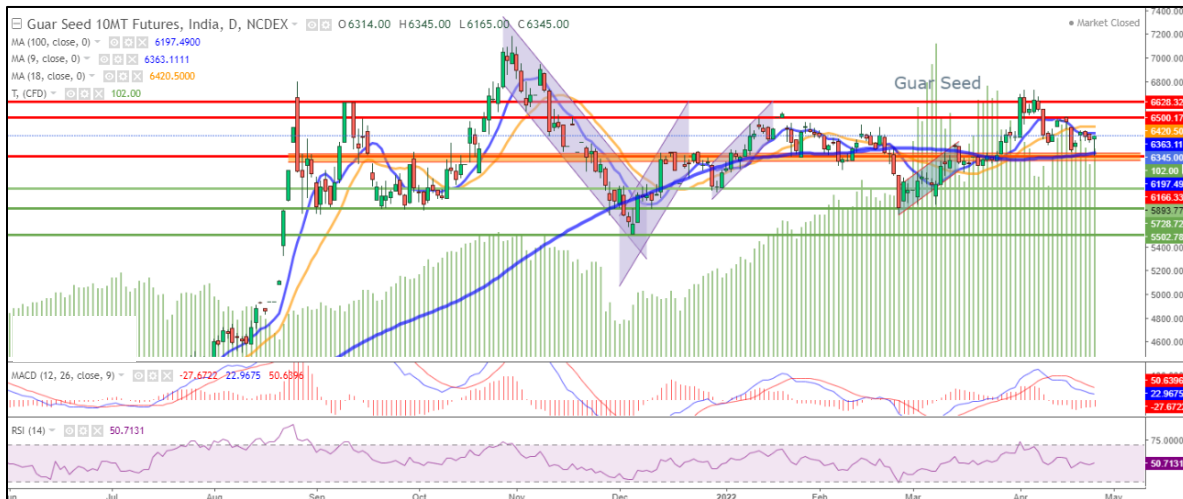 Guar Seed 10MT Futures, India, D, NCDEX O6314.00 H6345.00 L6165.00 C6345.00
MA (100, close, 0) 6197.4900
MA (9, close, 0) 6363.1111
MA (18, close, 0) 6420.5000
T, (CFD) 102.00
Market Closed
Guar Seed
7400.00
7200.00
7000.00
6800.00
6628.32
6500.17
6420.50
6363.11
6345.00
102.00
6197.49
6166.33
5893.77
5728.72
5502.78
5400.00
5200.00
5000.00
4800.00
4600.00
MACD (12, 26, close, 9) -27.6722 22.9675 50.6396
50.6396
22.9675
-27.6722
RSI (14) 50.7131
75.0000
50.7131
Jul Aug Sep Oct Nov Dec 2022 Feb Mar Apr May